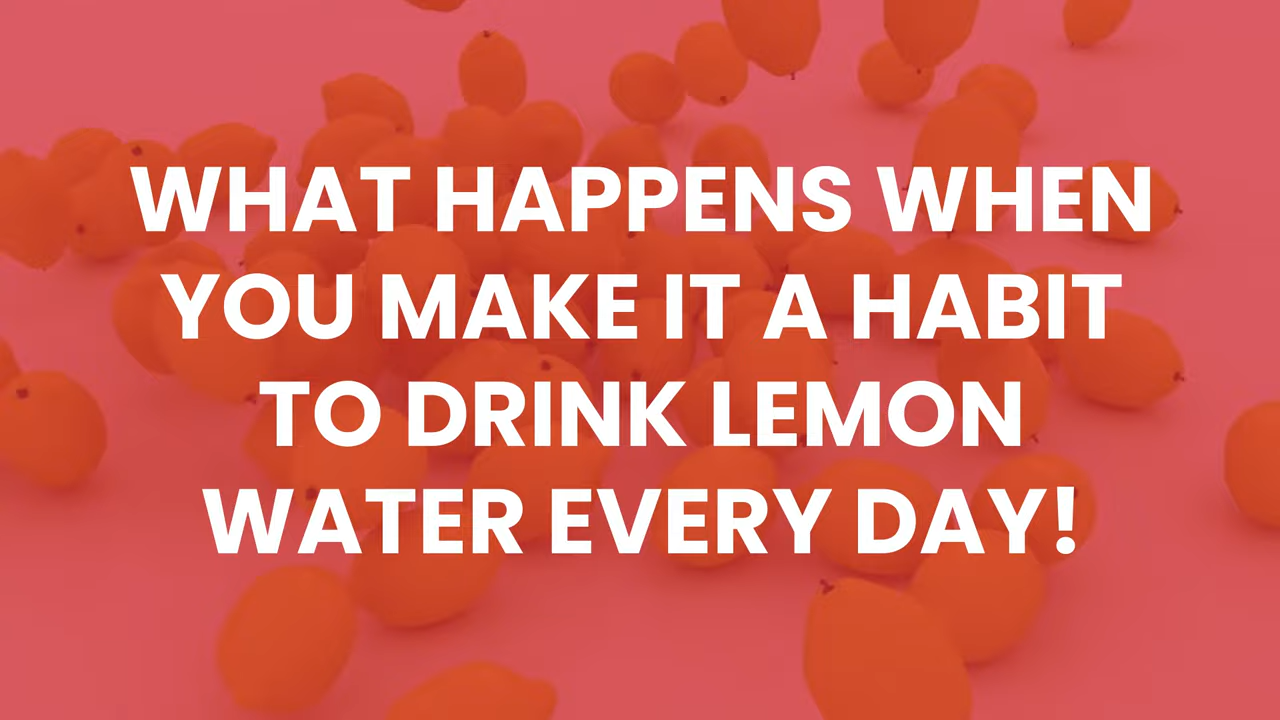 WHAT HAPPENS WHEN
YOU MAKE IT A HABIT
TO DRINK LEMON
WATER EVERY DAY!